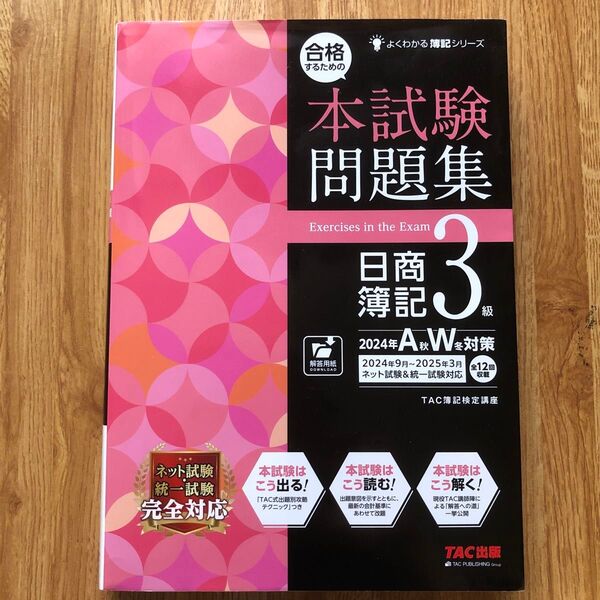 よくわかる簿記シリーズ
合格
するための
本試験
問題集
Exercises in the Exam
日商
簿記
3級
2024年AW対策
秋 冬
2024年9月〜2025年3月
ネット試験&統一試験対応
全12回
収載
解答用紙
DOWNLOAD
TAC簿記検定講座
ネット試験・
統一試験
完全対応
本試験は
こう出る!
「TAC式出題別攻略
テクニック」つき
本試験は
こう読む!
出題意図を示すとともに、
最新の会計基準に
あわせて改題
本試験は
こう解く!
現役TAC講師陣に
よる「解答への道」
一挙公開
TAC出版
TAC PUBLISHING Group